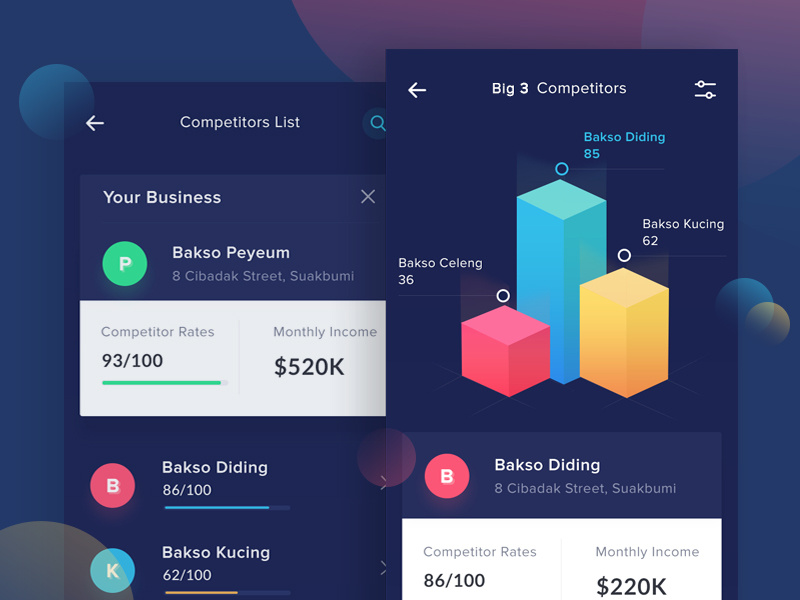 Competitors List
Your Business
P
Bakso Peyeum
8 Cibadak Street, Suakbumi
Competitor Rates
93/100
Monthly Income
$520K
B
Bakso Diding
86/100
K
Bakso Kucing
62/100
Big 3 Competitors
Bakso Diding
85
Bakso Kucing
62
Bakso Celeng
36
B
Bakso Diding
8 Cibadak Street, Suakbumi
Competitor Rates
86/100
Monthly Income
$220K